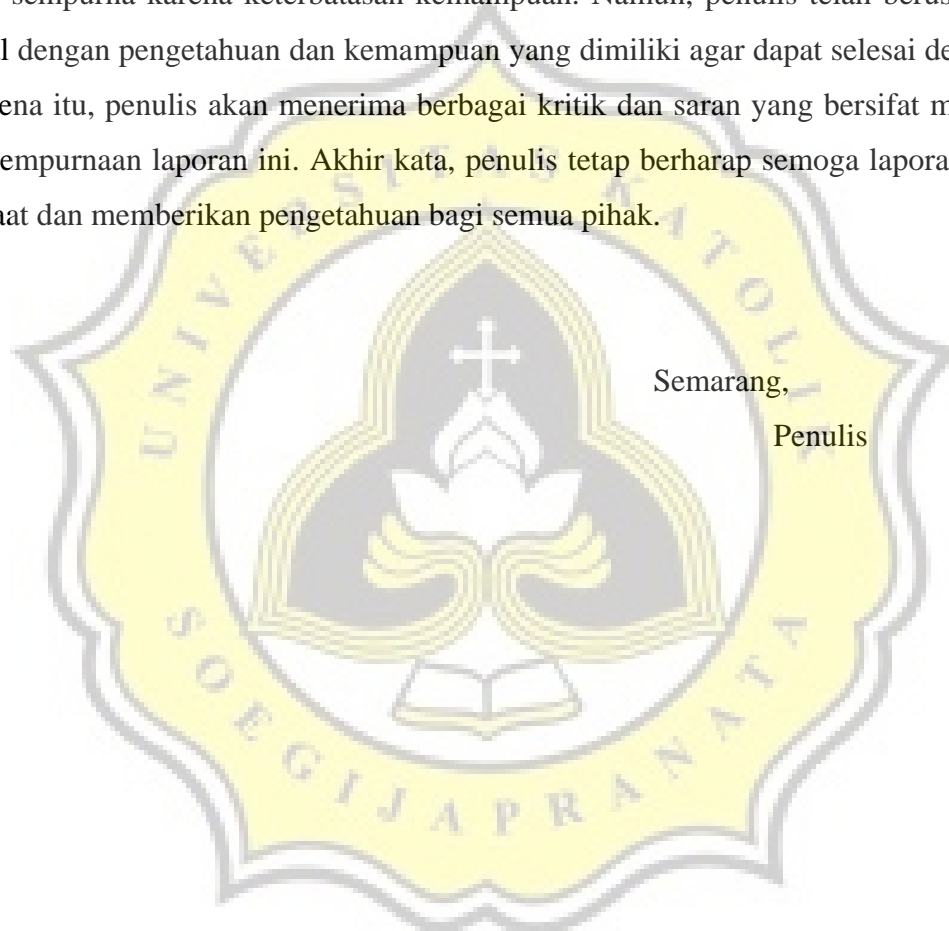 sempurna karena keterbatasan kemampuan. Namun, penulis telah berus
l dengan pengetahuan dan kemampuan yang dimiliki agar dapat selesai de
ena itu, penulis akan menerima berbagai kritik dan saran yang bersifat m
empurnaan laporan ini. Akhir kata, penulis tetap berharap semoga lapora
aat dan memberikan pengetahuan bagi semua pihak.
Semarang,
Penulis
UNIVERSITAS KATOLIK
SOEGIJAPRANATA